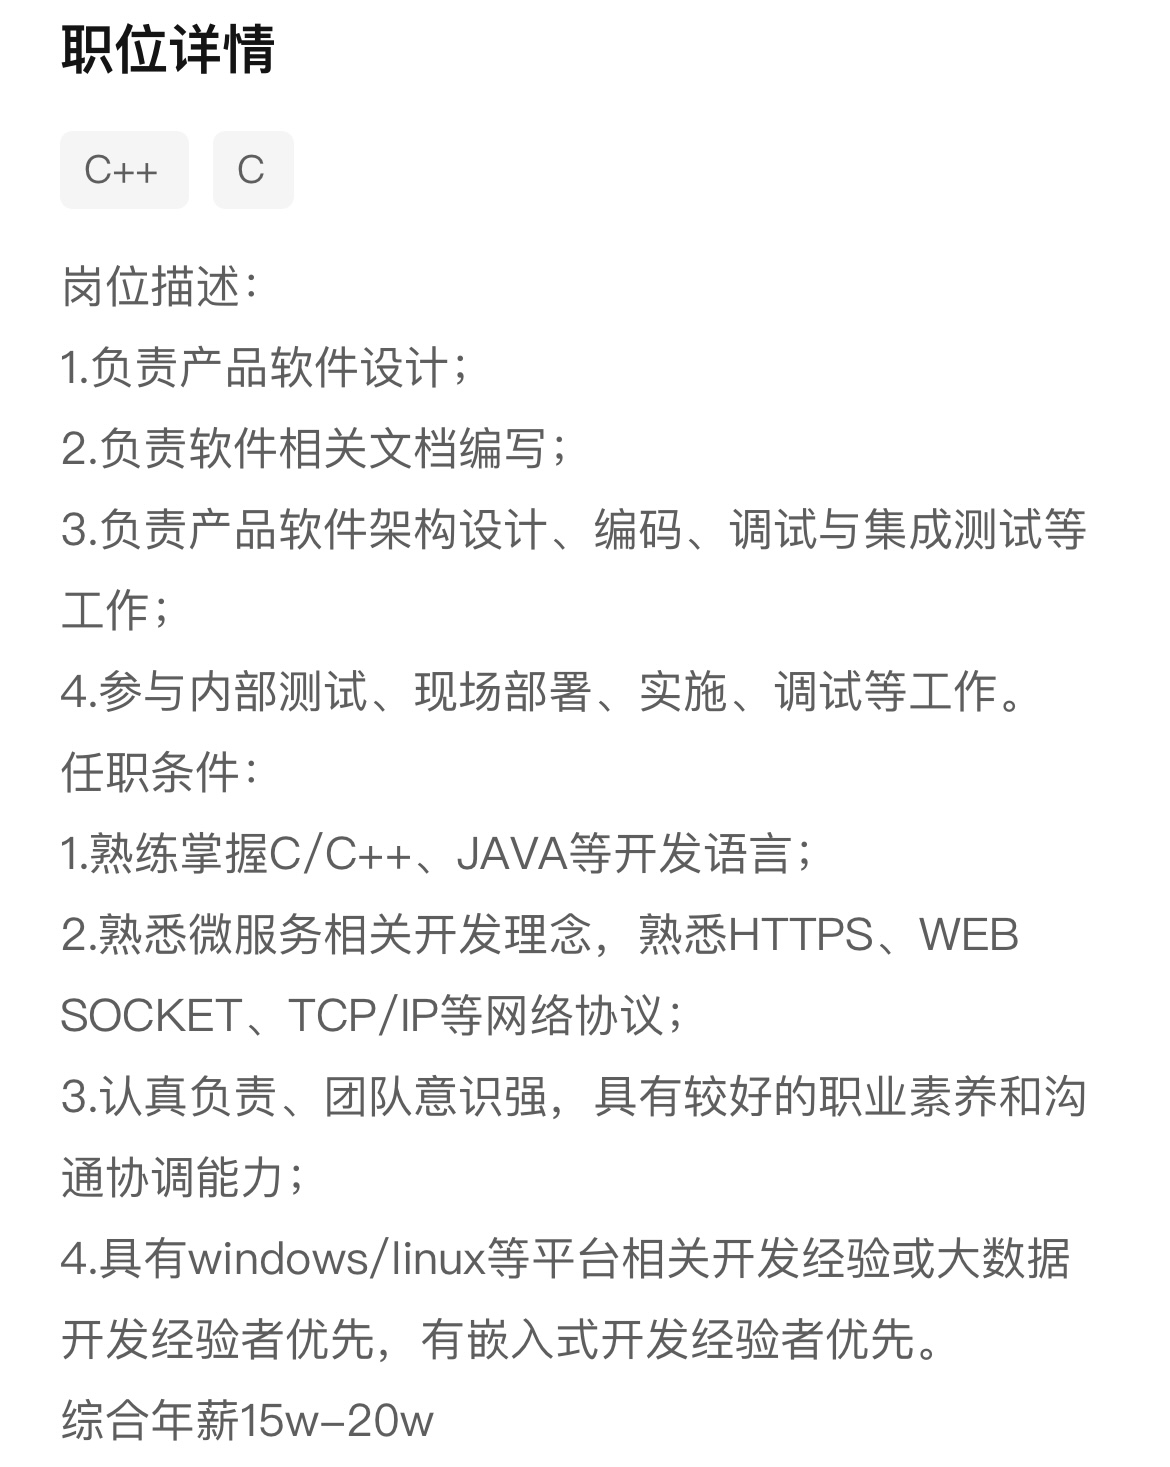 职位详情
C++ C
岗位描述：
1.负责产品软件设计；
2.负责软件相关文档编写；
3.负责产品软件架构设计、编码、调试与集成测试等
工作；
4.参与内部测试、现场部署、实施、调试等工作。
任职条件：
1.熟练掌握C/C++、JAVA等开发语言；
2.熟悉微服务相关开发理念，熟悉HTTPS、WEB
SOCKET、TCP/IP等网络协议；
3.认真负责、团队意识强，具有较好的职业素养和沟
通协调能力；
4.具有windows/linux等平台相关开发经验或大数据
开发经验者优先，有嵌入式开发经验者优先。
综合年薪15w–20w